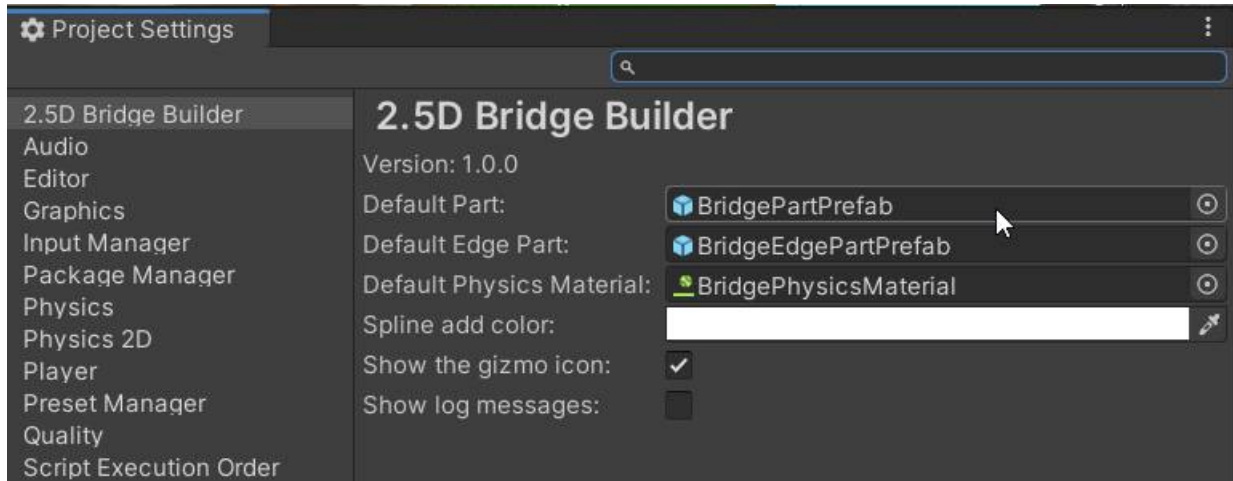 Project Settings
2.5D Bridge Builder
Audio
Editor
Graphics
Input Manager
Package Manager
Physics
Physics 2D
Player
Preset Manager
Quality
Script Execution Order
2.5D Bridge Builder
Version: 1.0.0
Default Part: BridgePartPrefab
Default Edge Part: BridgeEdgePartPrefab
Default Physics Material: BridgePhysicsMaterial
Spline add color:
Show the gizmo icon:
Show log messages: